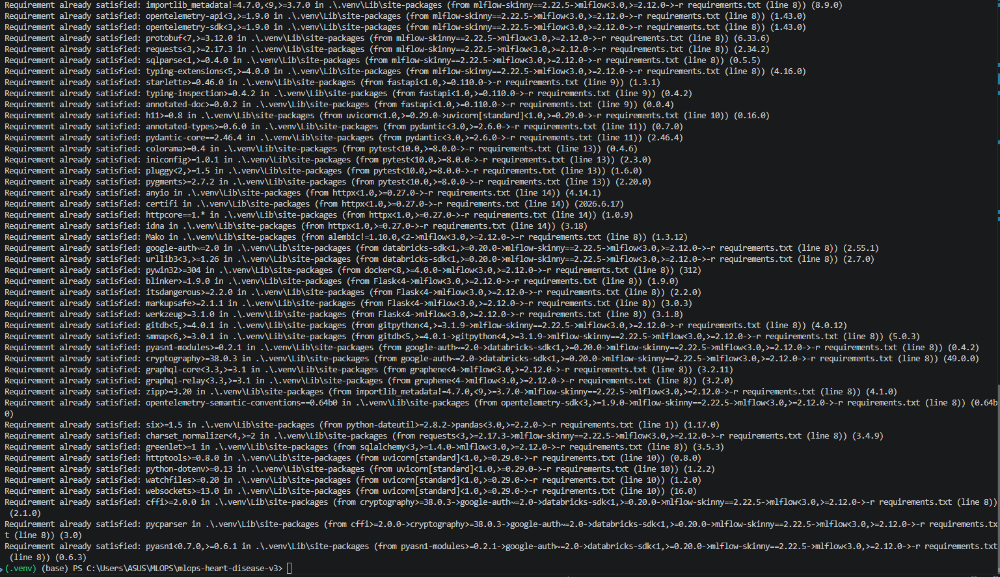 Requirement already satisfied: importlib_metadata!=4.7.0,<9,>=3.7.0 in .\.venv\Lib\site-packages (from mlflow-skinny==2.22.5->mlflow<3.0,>=2.12.0->-r requirements.txt (line 8)) (8.9.0)
Requirement already satisfied: opentelemetry-api<3,>=1.9.0 in .\.venv\Lib\site-packages (from mlflow-skinny==2.22.5->mlflow<3.0,>=2.12.0->-r requirements.txt (line 8)) (1.43.0)
Requirement already satisfied: opentelemetry-sdk<3,>=1.9.0 in .\.venv\Lib\site-packages (from mlflow-skinny==2.22.5->mlflow<3.0,>=2.12.0->-r requirements.txt (line 8)) (1.43.0)
Requirement already satisfied: protobuf<7,>=3.12.0 in .\.venv\Lib\site-packages (from mlflow-skinny==2.22.5->mlflow<3.0,>=2.12.0->-r requirements.txt (line 8)) (6.33.6)
Requirement already satisfied: requests<3,>=2.17.3 in .\.venv\Lib\site-packages (from mlflow-skinny==2.22.5->mlflow<3.0,>=2.12.0->-r requirements.txt (line 8)) (2.34.2)
Requirement already satisfied: sqlparse<1,>=0.4.0 in .\.venv\Lib\site-packages (from mlflow-skinny==2.22.5->mlflow<3.0,>=2.12.0->-r requirements.txt (line 8)) (0.5.5)
Requirement already satisfied: typing-extensions<5,>=4.0.0 in .\.venv\Lib\site-packages (from mlflow-skinny==2.22.5->mlflow<3.0,>=2.12.0->-r requirements.txt (line 8)) (4.16.0)
Requirement already satisfied: starlette>=0.46.0 in .\.venv\Lib\site-packages (from fastapi<1.0,>=0.110.0->-r requirements.txt (line 9)) (1.3.1)
Requirement already satisfied: typing-inspection>=0.4.2 in .\.venv\Lib\site-packages (from fastapi<1.0,>=0.110.0->-r requirements.txt (line 9)) (0.4.2)
Requirement already satisfied: annotated-doc>=0.0.2 in .\.venv\Lib\site-packages (from fastapi<1.0,>=0.110.0->-r requirements.txt (line 9)) (0.0.4)
Requirement already satisfied: h11>=0.8 in .\.venv\Lib\site-packages (from uvicorn<1.0,>=0.29.0->uvicorn[standard]<1.0,>=0.29.0->-r requirements.txt (line 10)) (0.16.0)
Requirement already satisfied: annotated-types>=0.6.0 in .\.venv\Lib\site-packages (from pydantic<3.0,>=2.6.0->-r requirements.txt (line 11)) (0.7.0)
Requirement already satisfied: pydantic-core==2.46.4 in .\.venv\Lib\site-packages (from pydantic<3.0,>=2.6.0->-r requirements.txt (line 11)) (2.46.4)
Requirement already satisfied: colorama>=0.4 in .\.venv\Lib\site-packages (from pytest<10.0,>=8.0.0->-r requirements.txt (line 13)) (0.4.6)
Requirement already satisfied: iniconfig>=1.0.1 in .\.venv\Lib\site-packages (from pytest<10.0,>=8.0.0->-r requirements.txt (line 13)) (2.3.0)
Requirement already satisfied: pluggy<2,>=1.5 in .\.venv\Lib\site-packages (from pytest<10.0,>=8.0.0->-r requirements.txt (line 13)) (1.6.0)
Requirement already satisfied: pygments>=2.7.2 in .\.venv\Lib\site-packages (from pytest<10.0,>=8.0.0->-r requirements.txt (line 13)) (2.20.0)
Requirement already satisfied: anyio in .\.venv\Lib\site-packages (from httpx<1.0,>=0.27.0->-r requirements.txt (line 14)) (4.14.1)
Requirement already satisfied: certifi in .\.venv\Lib\site-packages (from httpx<1.0,>=0.27.0->-r requirements.txt (line 14)) (2026.6.17)
Requirement already satisfied: httpcore==1.* in .\.venv\Lib\site-packages (from httpx<1.0,>=0.27.0->-r requirements.txt (line 14)) (1.0.9)
Requirement already satisfied: idna in .\.venv\Lib\site-packages (from httpx<1.0,>=0.27.0->-r requirements.txt (line 14)) (3.18)
Requirement already satisfied: Mako in .\.venv\Lib\site-packages (from alembic!=1.10.0,<2->mlflow<3.0,>=2.12.0->-r requirements.txt (line 8)) (1.3.12)
Requirement already satisfied: google-auth~=2.0 in .\.venv\Lib\site-packages (from databricks-sdk<1,>=0.20.0->mlflow-skinny==2.22.5->mlflow<3.0,>=2.12.0->-r requirements.txt (line 8)) (2.55.1)
Requirement already satisfied: urllib3<3,>=1.26 in .\.venv\Lib\site-packages (from databricks-sdk<1,>=0.20.0->mlflow-skinny==2.22.5->mlflow<3.0,>=2.12.0->-r requirements.txt (line 8)) (2.7.0)
Requirement already satisfied: pywin32>=304 in .\.venv\Lib\site-packages (from docker<8,>=4.0.0->mlflow<3.0,>=2.12.0->-r requirements.txt (line 8)) (312)
Requirement already satisfied: blinker>=1.9.0 in .\.venv\Lib\site-packages (from Flask<4->mlflow<3.0,>=2.12.0->-r requirements.txt (line 8)) (1.9.0)
Requirement already satisfied: itsdangerous>=2.2.0 in .\.venv\Lib\site-packages (from Flask<4->mlflow<3.0,>=2.12.0->-r requirements.txt (line 8)) (2.2.0)
Requirement already satisfied: markupsafe>=2.1.1 in .\.venv\Lib\site-packages (from Flask<4->mlflow<3.0,>=2.12.0->-r requirements.txt (line 8)) (3.0.3)
Requirement already satisfied: werkzeug>=3.1.0 in .\.venv\Lib\site-packages (from Flask<4->mlflow<3.0,>=2.12.0->-r requirements.txt (line 8)) (3.1.8)
Requirement already satisfied: gitdb<5,>=4.0.1 in .\.venv\Lib\site-packages (from gitpython<4,>=3.1.9->mlflow-skinny==2.22.5->mlflow<3.0,>=2.12.0->-r requirements.txt (line 8)) (4.0.12)
Requirement already satisfied: smmap<6,>=3.0.1 in .\.venv\Lib\site-packages (from gitdb<5,>=4.0.1->gitpython<4,>=3.1.9->mlflow-skinny==2.22.5->mlflow<3.0,>=2.12.0->-r requirements.txt (line 8)) (5.0.3)
Requirement already satisfied: pyasn1-modules>=0.2.1 in .\.venv\Lib\site-packages (from google-auth~=2.0->databricks-sdk<1,>=0.20.0->mlflow-skinny==2.22.5->mlflow<3.0,>=2.12.0->-r requirements.txt (line 8)) (0.4.2)
Requirement already satisfied: cryptography>=38.0.3 in .\.venv\Lib\site-packages (from google-auth~=2.0->databricks-sdk<1,>=0.20.0->mlflow-skinny==2.22.5->mlflow<3.0,>=2.12.0->-r requirements.txt (line 8)) (49.0.0)
Requirement already satisfied: graphql-core<3.3,>=3.1 in .\.venv\Lib\site-packages (from graphene<4->mlflow<3.0,>=2.12.0->-r requirements.txt (line 8)) (3.2.11)
Requirement already satisfied: graphql-relay<3.3,>=3.1 in .\.venv\Lib\site-packages (from graphene<4->mlflow<3.0,>=2.12.0->-r requirements.txt (line 8)) (3.2.0)
Requirement already satisfied: zipp>=3.20 in .\.venv\Lib\site-packages (from importlib_metadata!=4.7.0,<9,>=3.7.0->mlflow-skinny==2.22.5->mlflow<3.0,>=2.12.0->-r requirements.txt (line 8)) (4.1.0)
Requirement already satisfied: opentelemetry-semantic-conventions==0.64b0 in .\.venv\Lib\site-packages (from opentelemetry-sdk<3,>=1.9.0->mlflow-skinny==2.22.5->mlflow<3.0,>=2.12.0->-r requirements.txt (line 8)) (0.64b
0)
Requirement already satisfied: six>=1.5 in .\.venv\Lib\site-packages (from python-dateutil>=2.8.2->pandas<3.0,>=2.2.0->-r requirements.txt (line 1)) (1.17.0)
Requirement already satisfied: charset_normalizer<4,>=2 in .\.venv\Lib\site-packages (from requests<3,>=2.17.3->mlflow-skinny==2.22.5->mlflow<3.0,>=2.12.0->-r requirements.txt (line 8)) (3.4.9)
Requirement already satisfied: greenlet>=1 in .\.venv\Lib\site-packages (from sqlalchemy<3,>=1.4.0->mlflow<3.0,>=2.12.0->-r requirements.txt (line 8)) (3.5.3)
Requirement already satisfied: httptools>=0.8.0 in .\.venv\Lib\site-packages (from uvicorn[standard]<1.0,>=0.29.0->-r requirements.txt (line 10)) (0.8.0)
Requirement already satisfied: python-dotenv>=0.13 in .\.venv\Lib\site-packages (from uvicorn[standard]<1.0,>=0.29.0->-r requirements.txt (line 10)) (1.2.2)
Requirement already satisfied: watchfiles>=0.20 in .\.venv\Lib\site-packages (from uvicorn[standard]<1.0,>=0.29.0->-r requirements.txt (line 10)) (1.2.0)
Requirement already satisfied: websockets>=13.0 in .\.venv\Lib\site-packages (from uvicorn[standard]<1.0,>=0.29.0->-r requirements.txt (line 10)) (16.0)
Requirement already satisfied: cffi>=2.0.0 in .\.venv\Lib\site-packages (from cryptography>=38.0.3->google-auth~=2.0->databricks-sdk<1,>=0.20.0->mlflow-skinny==2.22.5->mlflow<3.0,>=2.12.0->-r requirements.txt (line 8))
(2.1.0)
Requirement already satisfied: pycparser in .\.venv\Lib\site-packages (from cffi>=2.0.0->cryptography>=38.0.3->google-auth~=2.0->databricks-sdk<1,>=0.20.0->mlflow-skinny==2.22.5->mlflow<3.0,>=2.12.0->-r requirements.tx
t (line 8)) (3.0)
Requirement already satisfied: pyasn1<0.7.0,>=0.6.1 in .\.venv\Lib\site-packages (from pyasn1-modules>=0.2.1->google-auth~=2.0->databricks-sdk<1,>=0.20.0->mlflow-skinny==2.22.5->mlflow<3.0,>=2.12.0->-r requirements.txt
(line 8)) (0.6.3)
(.venv) (base) PS C:\Users\ASUS\MLOPS\mlops-heart-disease-v3>